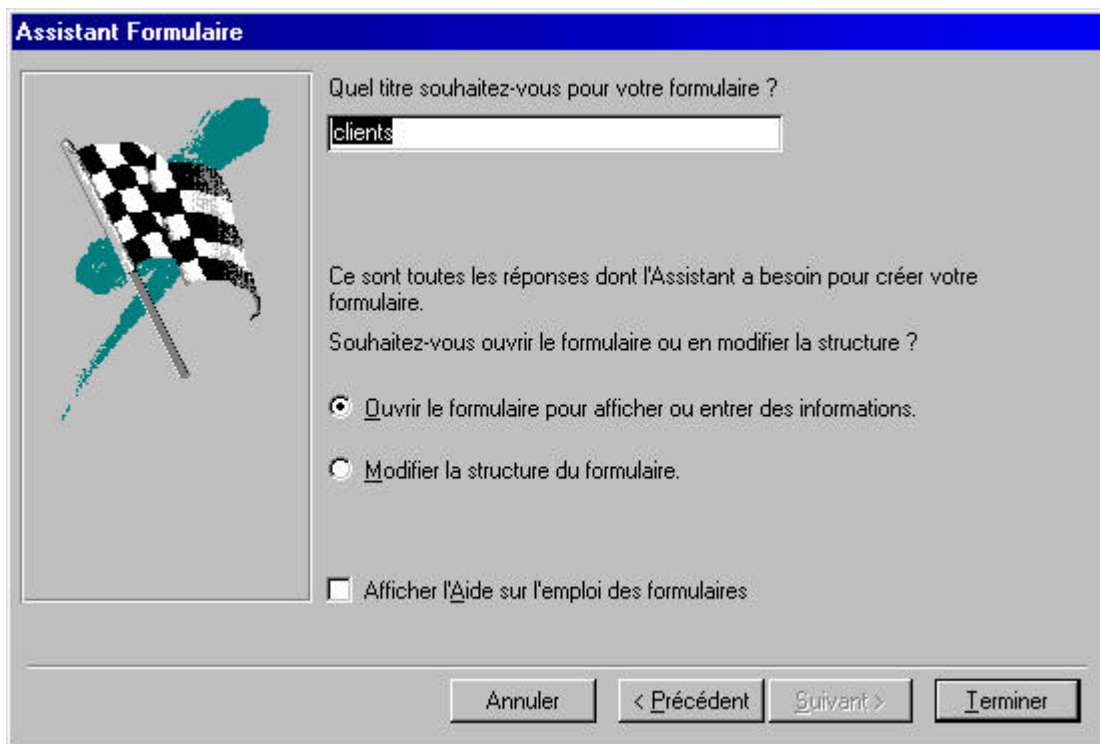 Assistant Formulaire
Quel titre souhaitez-vous pour votre formulaire ?
clients
Ce sont toutes les réponses dont l'Assistant a besoin pour créer votre
formulaire.
Souhaitez-vous ouvrir le formulaire ou en modifier la structure ?
Ouvrir le formulaire pour afficher ou entrer des informations.
Modifier la structure du formulaire.
Afficher l'Aide sur l'emploi des formulaires
Annuler < Précédent Suivant > Terminer